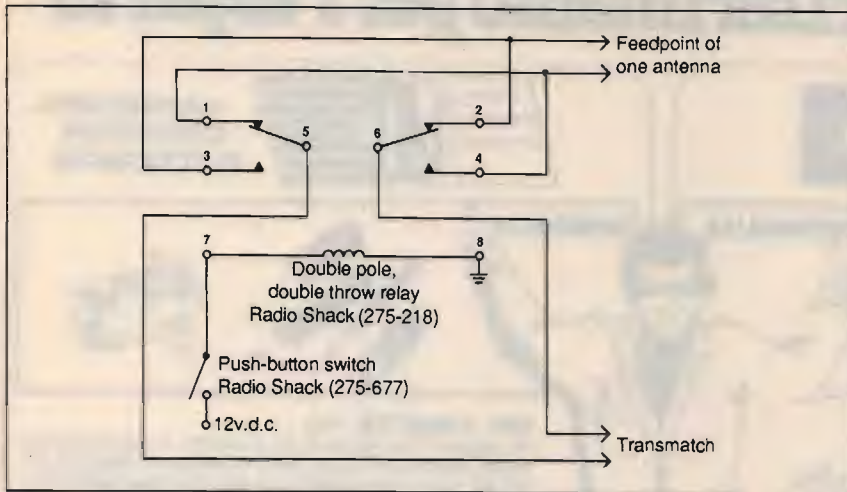 Feedpoint of
one antenna
1
2
5
6
3
4
7
8
Double pole,
double throw relay
Radio Shack (275-218)
Push-button switch
Radio Shack (275-677)
12v.d.c.
Transmatch